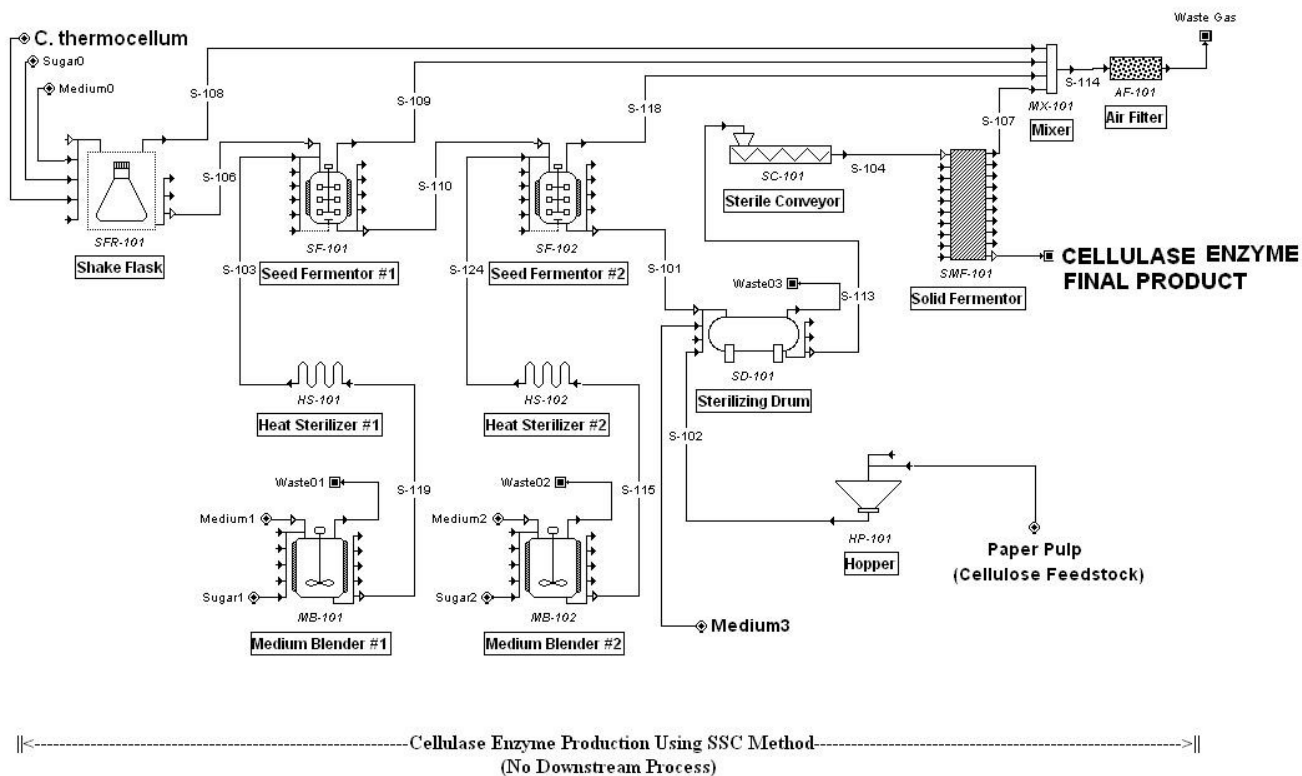 Waste Gas
C. thermocellum
Sugar0
Medium0
S-108
S-109
S-118
S-114
AF-101
Air Filter
MX-101
Mixer
S-107
S-106
S-110
S-104
SC-101
Sterile Conveyor
SFR-101
Shake Flask
SF-101
Seed Fermentor #1
SF-102
Seed Fermentor #2
S-103
S-124
S-101
SMF-101
Solid Fermentor
CELLULASE ENZYME
FINAL PRODUCT
Waste03
S-113
SD-101
Sterilizing Drum
HS-101
Heat Sterilizer #1
HS-102
Heat Sterilizer #2
S-102
Waste01
S-119
Waste02
S-115
Medium1
Medium2
Sugar1
Sugar2
MB-101
Medium Blender #1
MB-102
Medium Blender #2
HP-101
Hopper
Paper Pulp
(Cellulose Feedstock)
Medium3
Cellulase Enzyme Production Using SSC Method
(No Downstream Process)